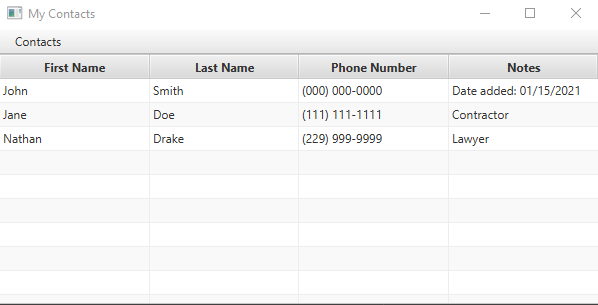 My Contacts
Contacts
First Name Last Name Phone Number Notes
John Smith (000) 000-0000 Date added: 01/15/2021
Jane Doe (111) 111-1111 Contractor
Nathan Drake (229) 999-9999 Lawyer